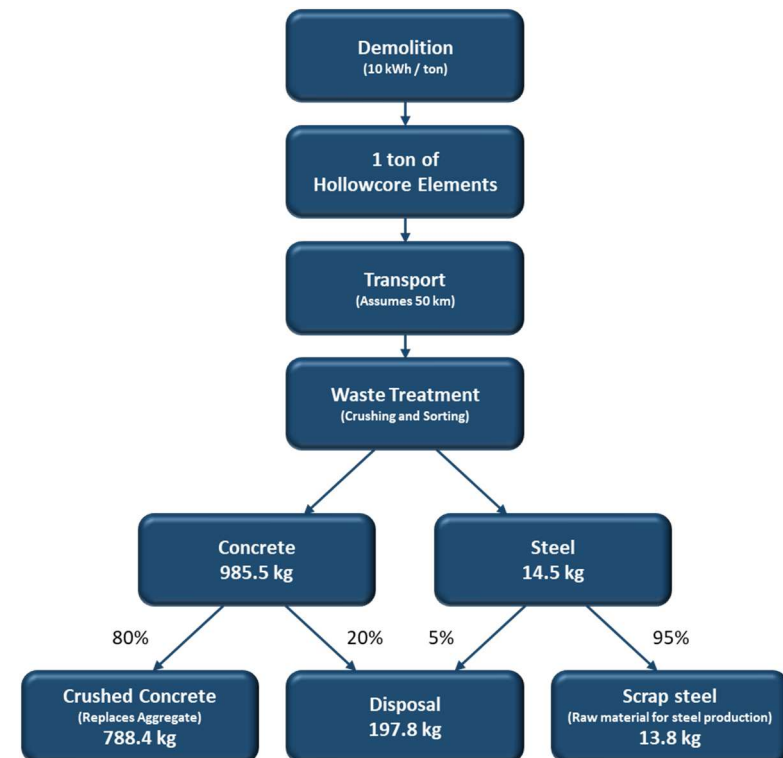 Demolition
(10 kWh / ton)
1 ton of
Hollowcore Elements
Transport
(Assumes 50 km)
Waste Treatment
(Crushing and Sorting)
Concrete
985.5 kg
Steel
14.5 kg
80%
20%
5%
95%
Crushed Concrete
(Replaces Aggregate)
788.4 kg
Disposal
197.8 kg
Scrap steel
(Raw material for steel production)
13.8 kg